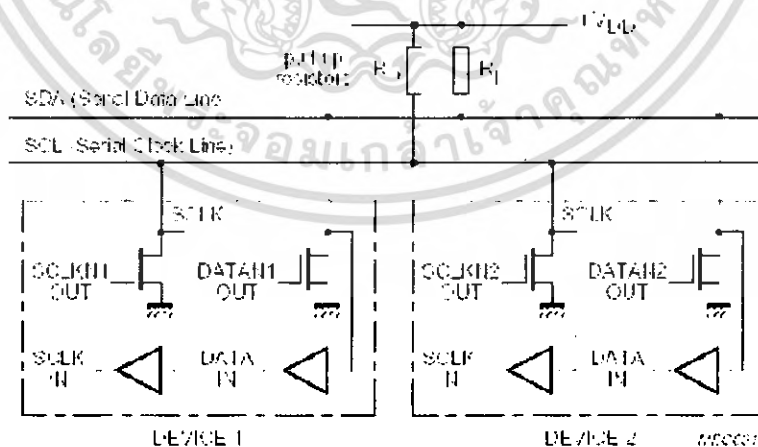 +VDD
pull up
resistors
Rp
Rp
SDA (Serial Data Line
SCL (Serial Clock Line)
SCLK
SCLK
SCLKN1
OUT
DATAN1
OUT
SCLKN2
OUT
DATAN2
OUT
SCLK
IN
DATA
IN
SCLK
IN
DATA
IN
DEVICE 1
DEVICE 2